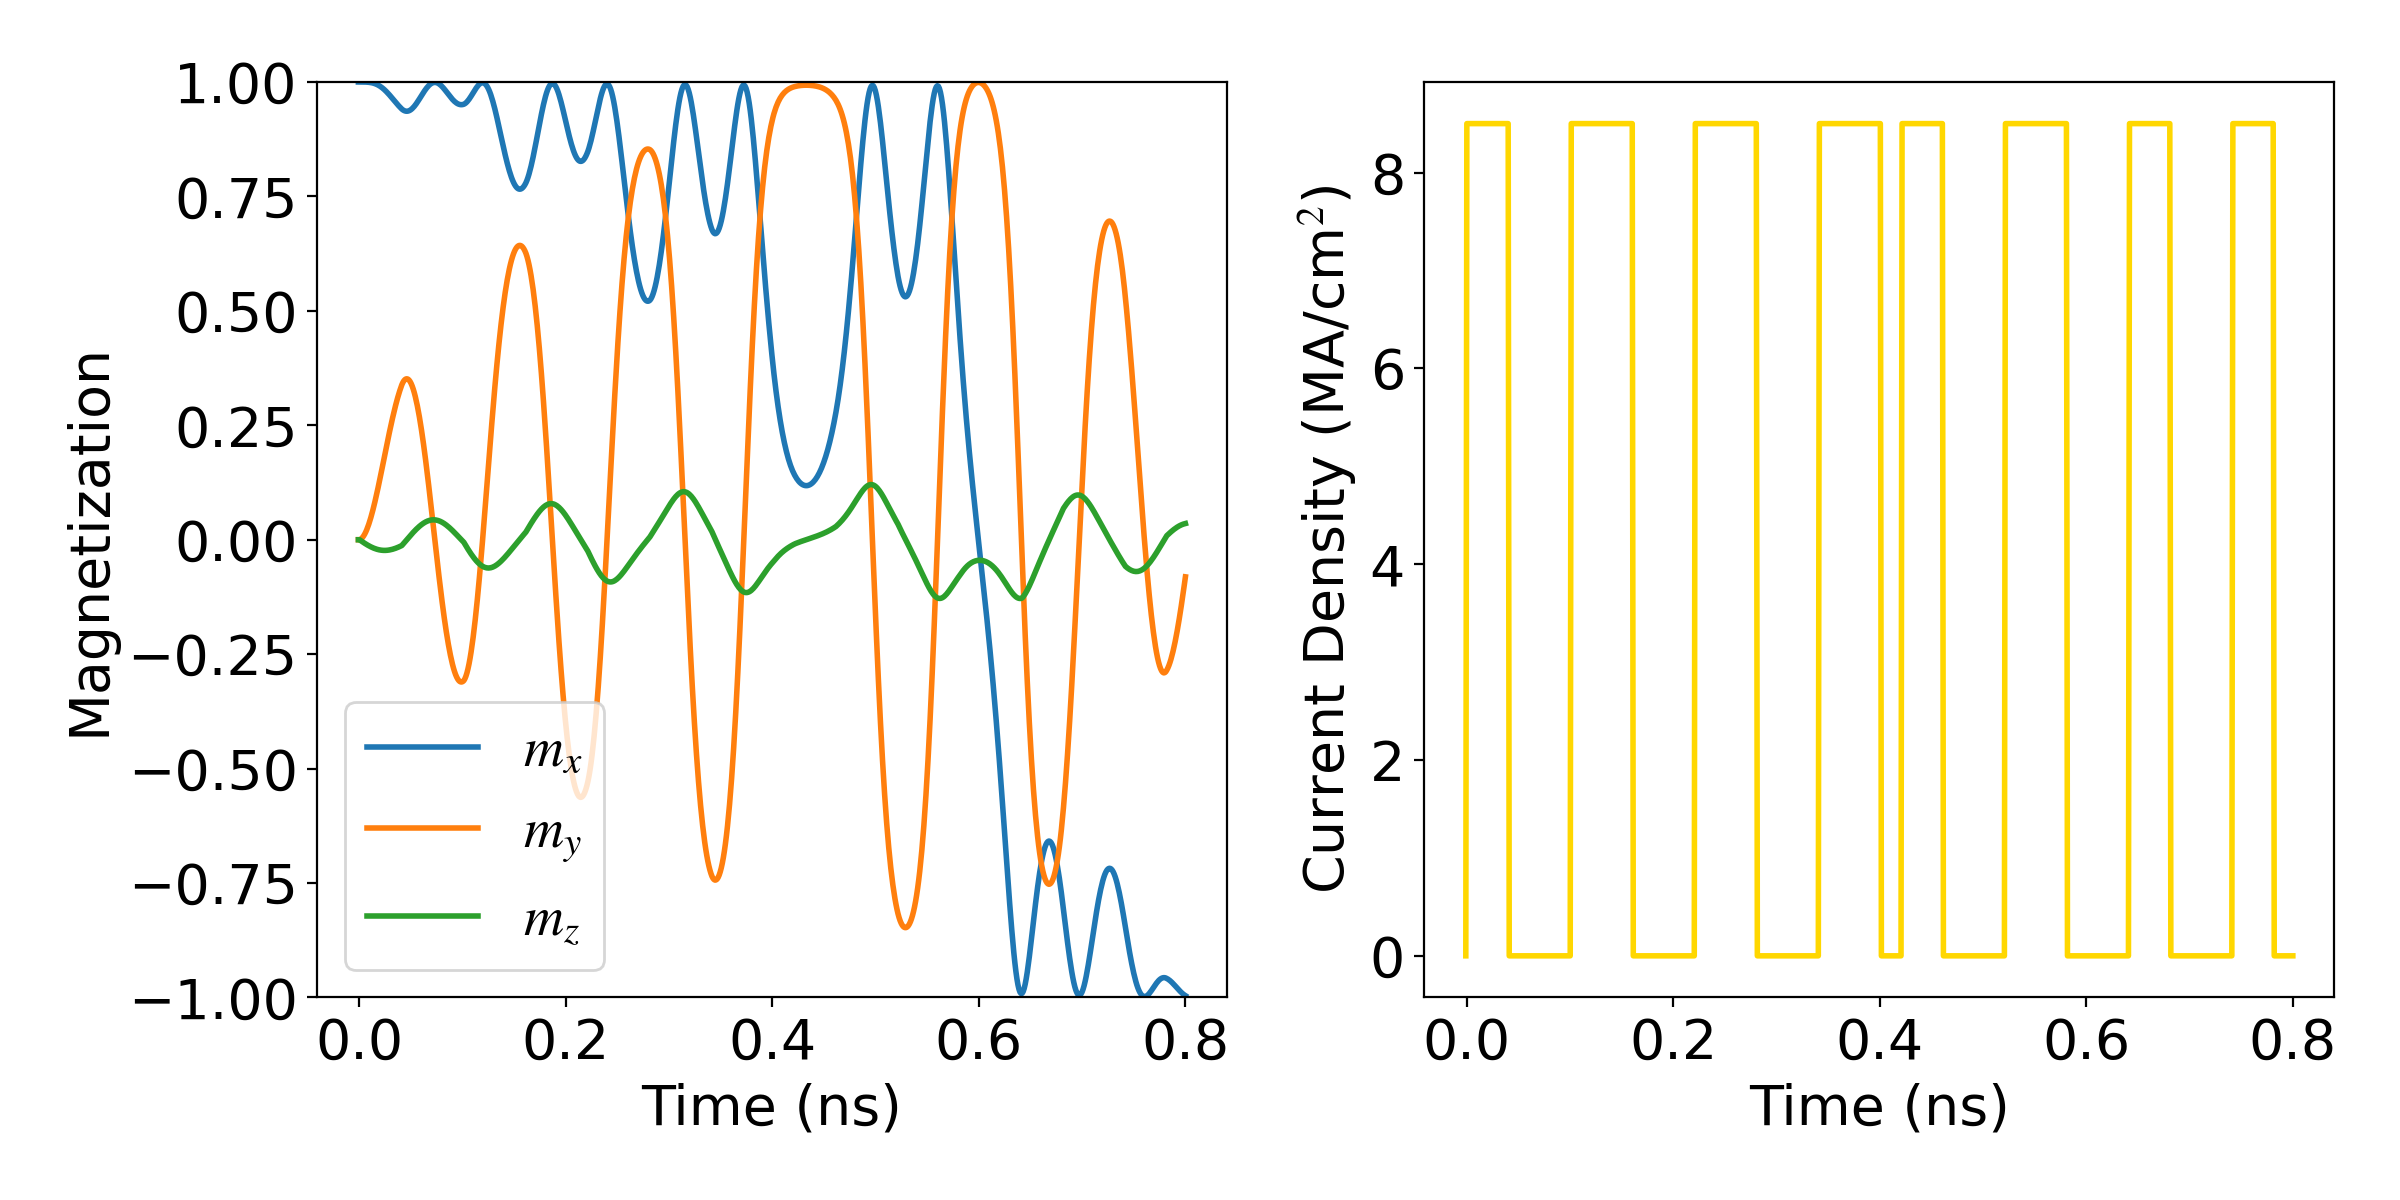 Magnetization
1.00
0.75
0.50
0.25
0.00
−0.25
−0.50
−0.75
−1.00
m_x
m_y
m_z
0.0 0.2 0.4 0.6 0.8
Time (ns)
Current Density (MA/cm²)
8
6
4
2
0
0.0 0.2 0.4 0.6 0.8
Time (ns)